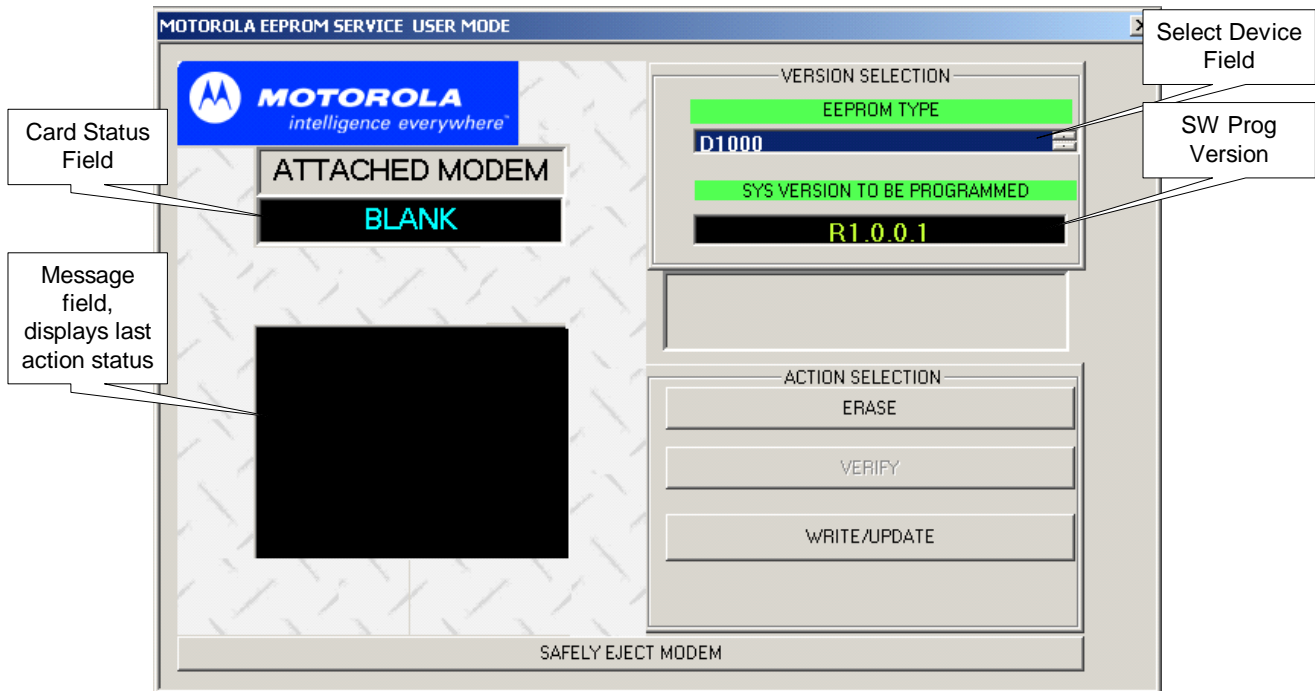 MOTOROLA EEPROM SERVICE USER MODE
Select Device
Field
MOTOROLA
intelligence everywhere
VERSION SELECTION
EEPROM TYPE
D1000
SW Prog
Version
Card Status
Field
ATTACHED MODEM
BLANK
SYS VERSION TO BE PROGRAMMED
R1.0.0.1
Message
field,
displays last
action status
ACTION SELECTION
ERASE
VERIFY
WRITE/UPDATE
SAFELY EJECT MODEM